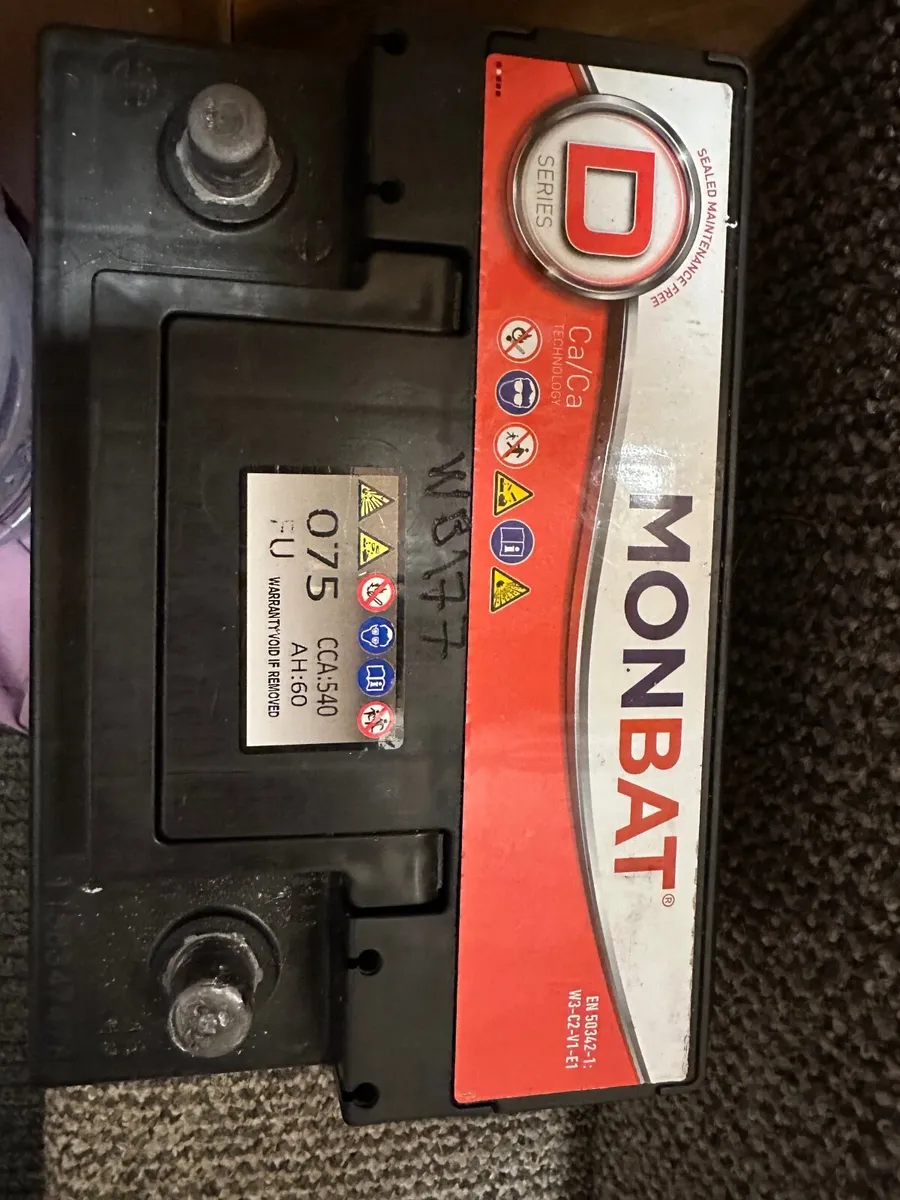 SEALED MAINTENANCE FREE
D
SERIES
MONBAT®
Ca/Ca
TECHNOLOGY
EN 50342-1:
W3-C2-V1-E1
WB177
075 CCA:540
AH:60
WARRANTY VOID IF REMOVED